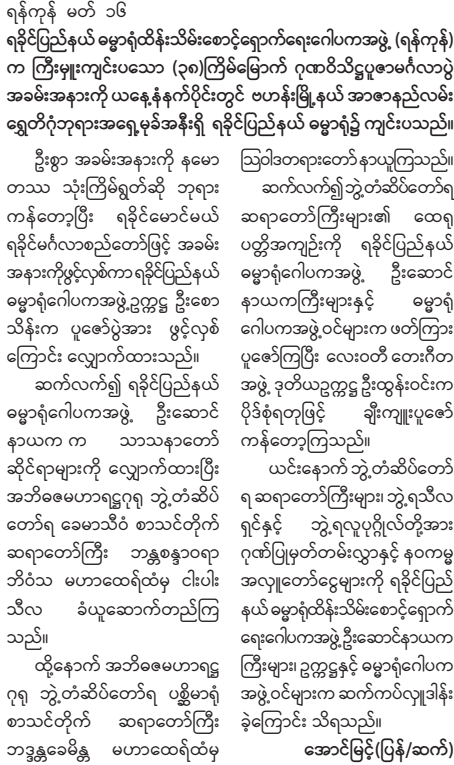 ရန်ကုန် မတ် ၁၆
ရခိုင်ပြည်နယ် ဓမ္မာရုံထိန်းသိမ်းစောင့်ရှောက်ရေးဂေါပကအဖွဲ့ (ရန်ကုန်)
က ကြီးမှူးကျင်းပသော (၃၈)ကြိမ်မြောက် ဂုဏဝိသိဋ္ဌပူဇာမင်္ဂလာပွဲ
အခမ်းအနားကို ယနေ့နံနက်ပိုင်းတွင် ဗဟန်းမြို့နယ် အာဇာနည်လမ်း
ရွှေတိဂုံဘုရားအရှေ့မုခ်အနီးရှိ ရခိုင်ပြည်နယ် ဓမ္မာရုံ၌ ကျင်းပသည်။
ဦးစွာ အခမ်းအနားကို နမော
တဿ သုံးကြိမ်ရွတ်ဆို ဘုရား
ကန်တော့ပြီး ရခိုင်မောင်မယ်
ရခိုင်မင်္ဂလာစည်တော်ဖြင့် အခမ်း
အနားကိုဖွင့်လှစ်ကာ ရခိုင်ပြည်နယ်
ဓမ္မာရုံဂေါပကအဖွဲ့ဥက္ကဋ္ဌ ဦးစော
သိန်းက ပူဇော်ပွဲအား ဖွင့်လှစ်
ကြောင်း လျှောက်ထားသည်။
ဆက်လက်၍ ရခိုင်ပြည်နယ်
ဓမ္မာရုံဂေါပကအဖွဲ့ ဦးဆောင်
နာယက က သာသနာတော်
ဆိုင်ရာများကို လျှောက်ထားပြီး
အဘိဓဇမဟာရဋ္ဌဂုရု ဘွဲ့တံဆိပ်
တော်ရ ခေမာသီဝံ စာသင်တိုက်
ဆရာတော်ကြီး ဘန္တစန္ဒာဝရာ
ဘိဝံသ မဟာထေရ်ထံမှ ငါးပါး
သီလ ခံယူဆောက်တည်ကြ
သည်။
ထို့နောက် အဘိဓဇမဟာရဋ္ဌ
ဂုရု ဘွဲ့တံဆိပ်တော်ရ ပစ္ဆိမာရုံ
စာသင်တိုက် ဆရာတော်ကြီး
ဘဒ္ဒန္တခေမိန္တ မဟာထေရ်ထံမှ
ဩဝါဒတရားတော် နာယူကြသည်။
ဆက်လက်၍ဘွဲ့တံဆိပ်တော်ရ
ဆရာတော်ကြီးများ၏ ထေရု
ပတ္တိအကျဉ်းကို ရခိုင်ပြည်နယ်
ဓမ္မာရုံဂေါပကအဖွဲ့ ဦးဆောင်
နာယကကြီးများနှင့် ဓမ္မာရုံ
ဂေါပကအဖွဲ့ဝင်များက ဖတ်ကြား
ပူဇော်ကြပြီး လေးဝတီ တေးဂီတ
အဖွဲ့ ဒုတိယဥက္ကဋ္ဌ ဦးထွန်းဝင်းက
ပိုဒ်စုံရတုဖြင့် ချီးကျူးပူဇော်
ကန်တော့ကြသည်။
ယင်းနောက် ဘွဲ့တံဆိပ်တော်
ရ ဆရာတော်ကြီးများ၊ ဘွဲ့ရသီလ
ရှင်နှင့် ဘွဲ့ရလူပုဂ္ဂိုလ်တို့အား
ဂုဏ်ပြုမှတ်တမ်းလွှာနှင့် နဝကမ္မ
အလှူတော်ငွေများကို ရခိုင်ပြည်
နယ် ဓမ္မာရုံထိန်းသိမ်းစောင့်ရှောက်
ရေးဂေါပကအဖွဲ့ဦးဆောင်နာယက
ကြီးများ၊ ဥက္ကဋ္ဌနှင့် ဓမ္မာရုံဂေါပက
အဖွဲ့ဝင်များက ဆက်ကပ်လှူဒါန်း
ခဲ့ကြောင်း သိရသည်။
အောင်မြင့်(ပြန်/ဆက်)